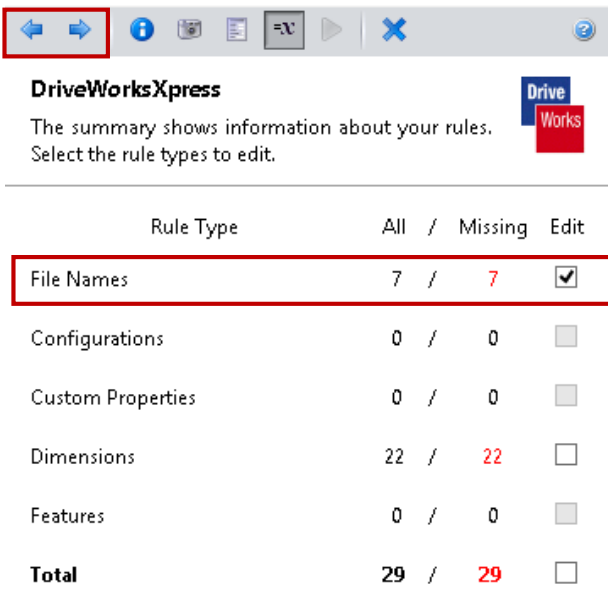 =x
DriveWorksXpress
Drive
Works
The summary shows information about your rules.
Select the rule types to edit.
Rule Type All / Missing Edit
File Names 7 / 7
Configurations 0 / 0
Custom Properties 0 / 0
Dimensions 22 / 22
Features 0 / 0
Total 29 / 29